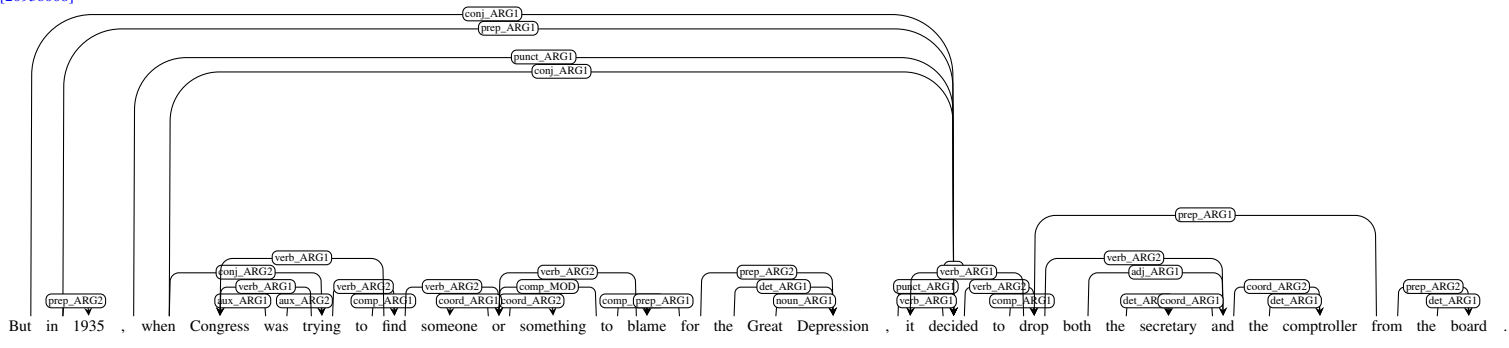 conj_ARG1
prep_ARG1
punct_ARG1
conj_ARG1
prep_ARG1
verb_ARG1 verb_ARG2
conj_ARG2 verb_ARG2 prep_ARG2 verb_ARG1 adj_ARG1
verb_ARG1 verb_ARG2 verb_ARG2 comp_MOD det_ARG1 punct_ARG1 verb_ARG2 coord_ARG2 prep_ARG2
prep_ARG2 aux_ARG1 aux_ARG2 comp_ARG1 coord_ARG1 coord_ARG2 comp_ prep_ARG1 noun_ARG1 verb_ARG1 comp_ARG1 det_AR coord_ARG1 det_ARG1 det_ARG1
But in 1935 , when Congress was trying to find someone or something to blame for the Great Depression , it decided to drop both the secretary and the comptroller from the board .